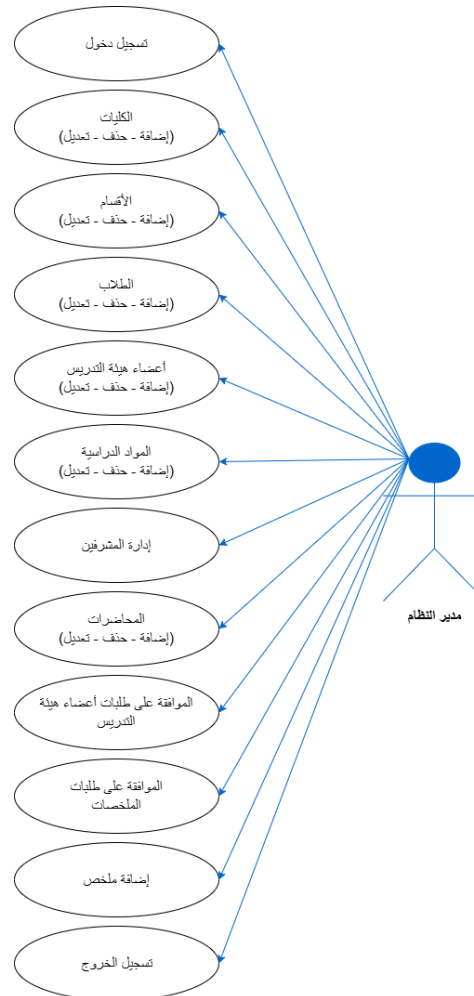 تسجيل دخول
الكليات
(إضافة - حذف - تعديل)
الأقسام
(إضافة - حذف - تعديل)
الطلاب
(إضافة - حذف - تعديل)
أعضاء هيئة التدريس
(إضافة - حذف - تعديل)
المواد الدراسية
(إضافة - حذف - تعديل)
إدارة المشرفين
المحاضرات
(إضافة - حذف - تعديل)
الموافقة على طلبات أعضاء هيئة
التدريس
الموافقة على طلبات
الملخصات
إضافة ملخص
تسجيل الخروج
مدير النظام